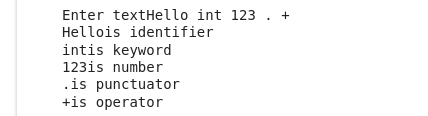 Enter textHello int 123 . +
Hellois identifier
intis keyword
123is number
.is punctuator
+is operator